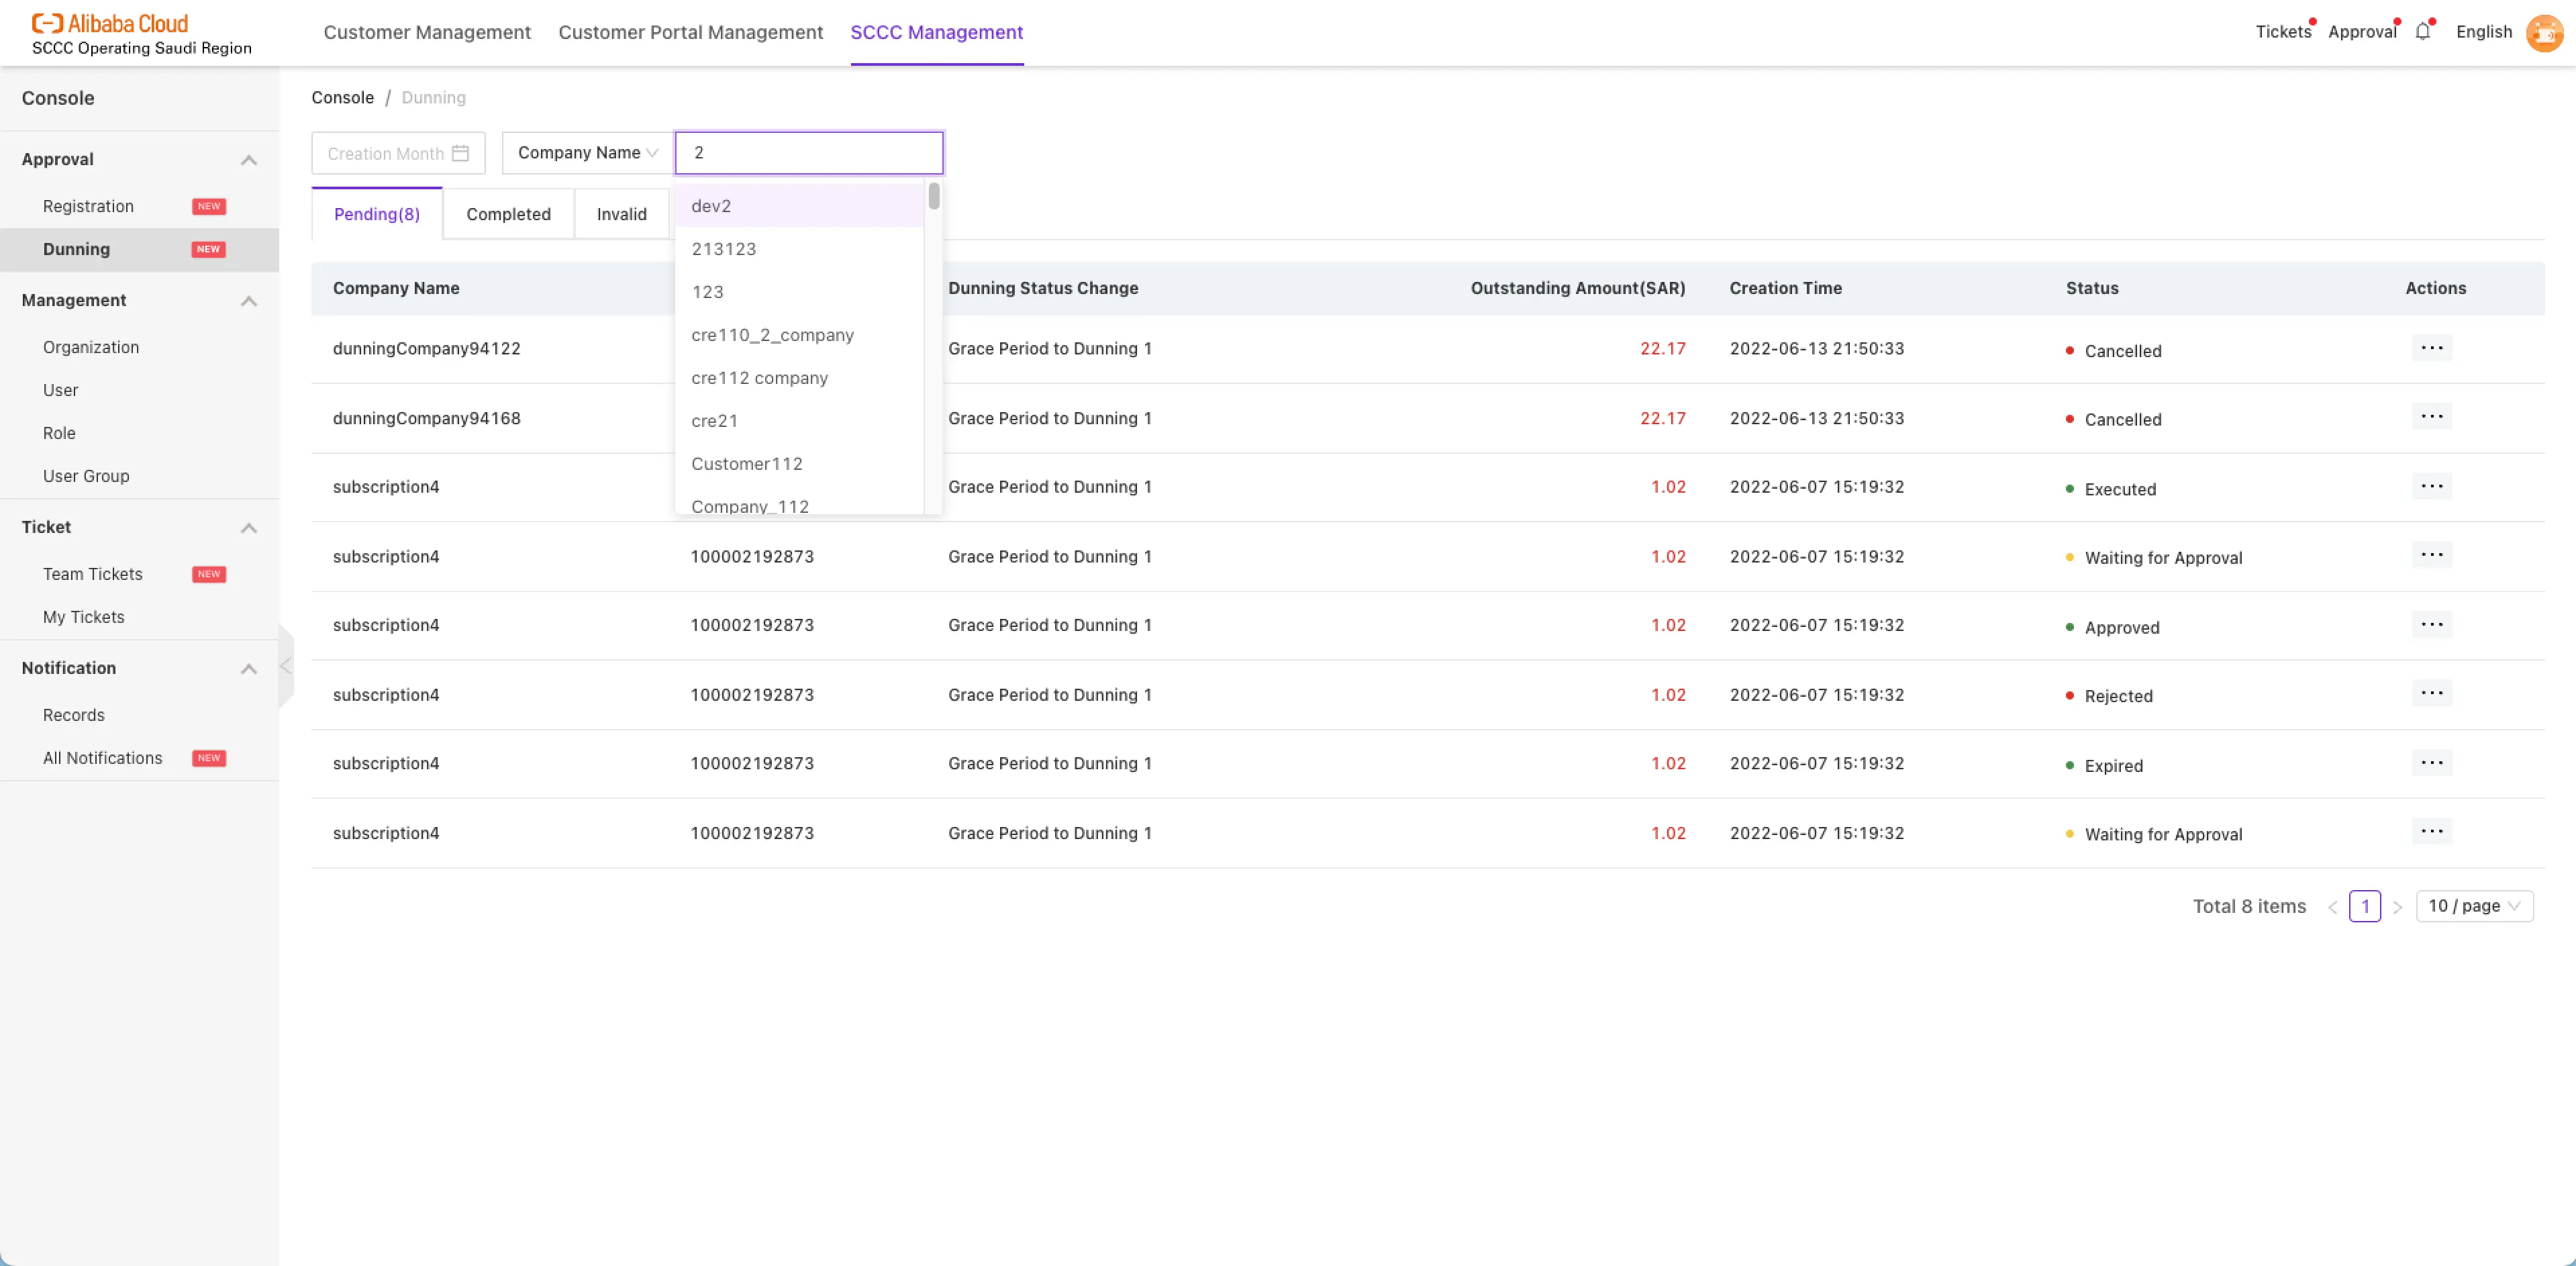 Alibaba Cloud
SCCC Operating Saudi Region
Customer Management
Customer Portal Management
SCCC Management
Tickets
Approval
English
Console
Approval
Registration NEW
Dunning NEW
Management
Organization
User
Role
User Group
Ticket
Team Tickets NEW
My Tickets
Notification
Records
All Notifications NEW
Console / Dunning
Creation Month
Company Name
2
Pending(8)
Completed
Invalid
dev2
213123
123
cre110_2_company
cre112 company
cre21
Customer112
Company_112
Company Name Dunning Status Change Outstanding Amount(SAR) Creation Time Status Actions
dunningCompany94122 Grace Period to Dunning 1 22.17 2022-06-13 21:50:33 Cancelled ...
dunningCompany94168 Grace Period to Dunning 1 22.17 2022-06-13 21:50:33 Cancelled ...
subscription4 Grace Period to Dunning 1 1.02 2022-06-07 15:19:32 Executed ...
subscription4 100002192873 Grace Period to Dunning 1 1.02 2022-06-07 15:19:32 Waiting for Approval ...
subscription4 100002192873 Grace Period to Dunning 1 1.02 2022-06-07 15:19:32 Approved ...
subscription4 100002192873 Grace Period to Dunning 1 1.02 2022-06-07 15:19:32 Rejected ...
subscription4 100002192873 Grace Period to Dunning 1 1.02 2022-06-07 15:19:32 Expired ...
subscription4 100002192873 Grace Period to Dunning 1 1.02 2022-06-07 15:19:32 Waiting for Approval ...
Total 8 items < 1 > 10 / page